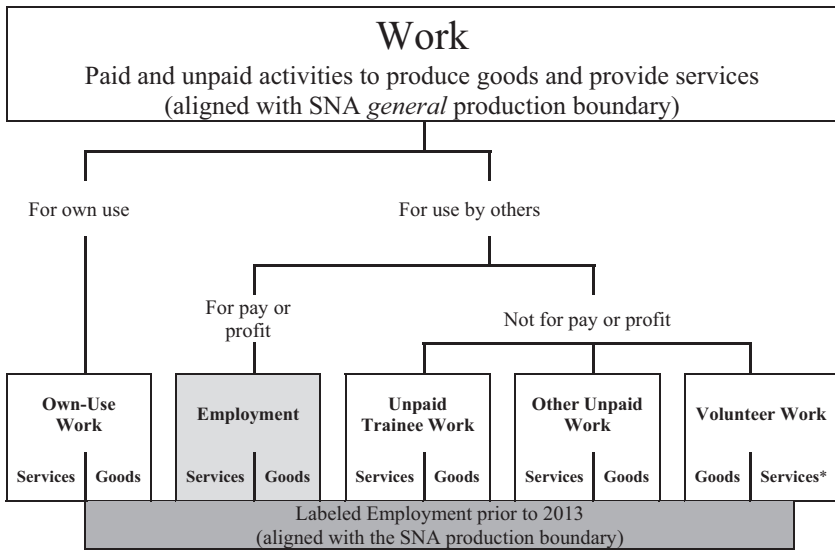 Work
Paid and unpaid activities to produce goods and provide services
(aligned with SNA general production boundary)
For own use
For use by others
For pay or
profit
Not for pay or profit
Own-Use
Work
Services Goods
Employment
Services Goods
Unpaid
Trainee Work
Services Goods
Other Unpaid
Work
Services Goods
Volunteer Work
Goods Services*
Labeled Employment prior to 2013
(aligned with the SNA production boundary)